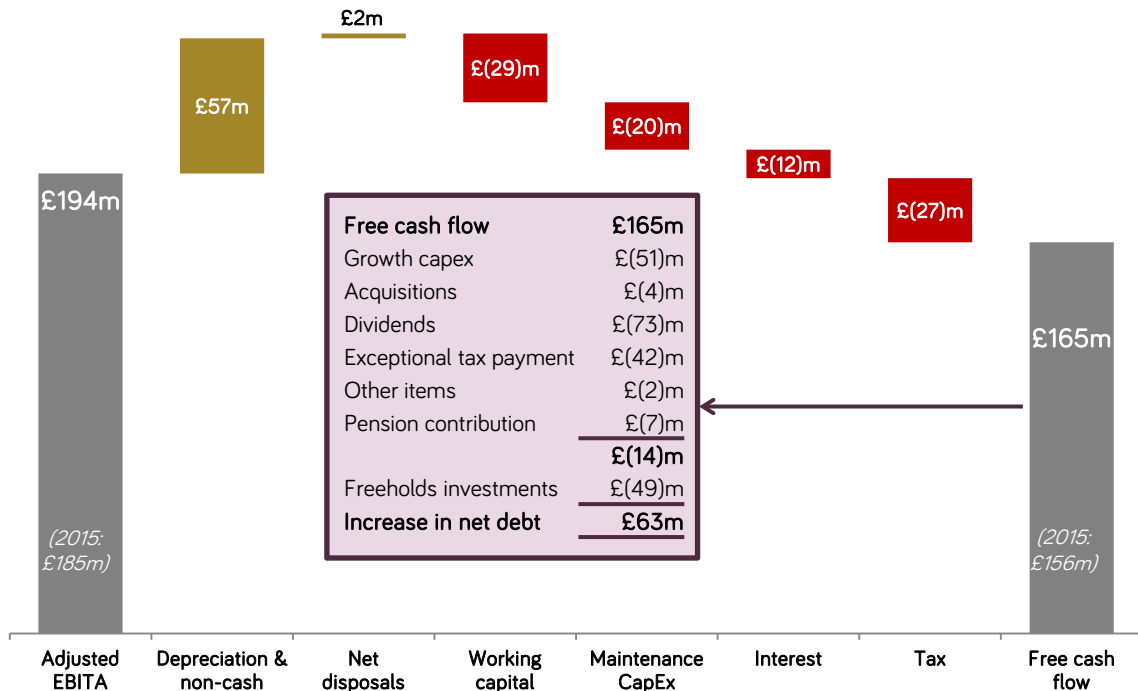 £2m
£57m
£(29)m
£(20)m
£(12)m
£(27)m
£194m
(2015:
£185m)
Free cash flow £165m
Growth capex £(51)m
Acquisitions £(4)m
Dividends £(73)m
Exceptional tax payment £(42)m
Other items £(2)m
Pension contribution £(7)m
£(14)m
Freeholds investments £(49)m
Increase in net debt £63m
£165m
(2015:
£156m)
Adjusted
EBITA
Depreciation &
non-cash
Net
disposals
Working
capital
Maintenance
CapEx
Interest
Tax
Free cash
flow